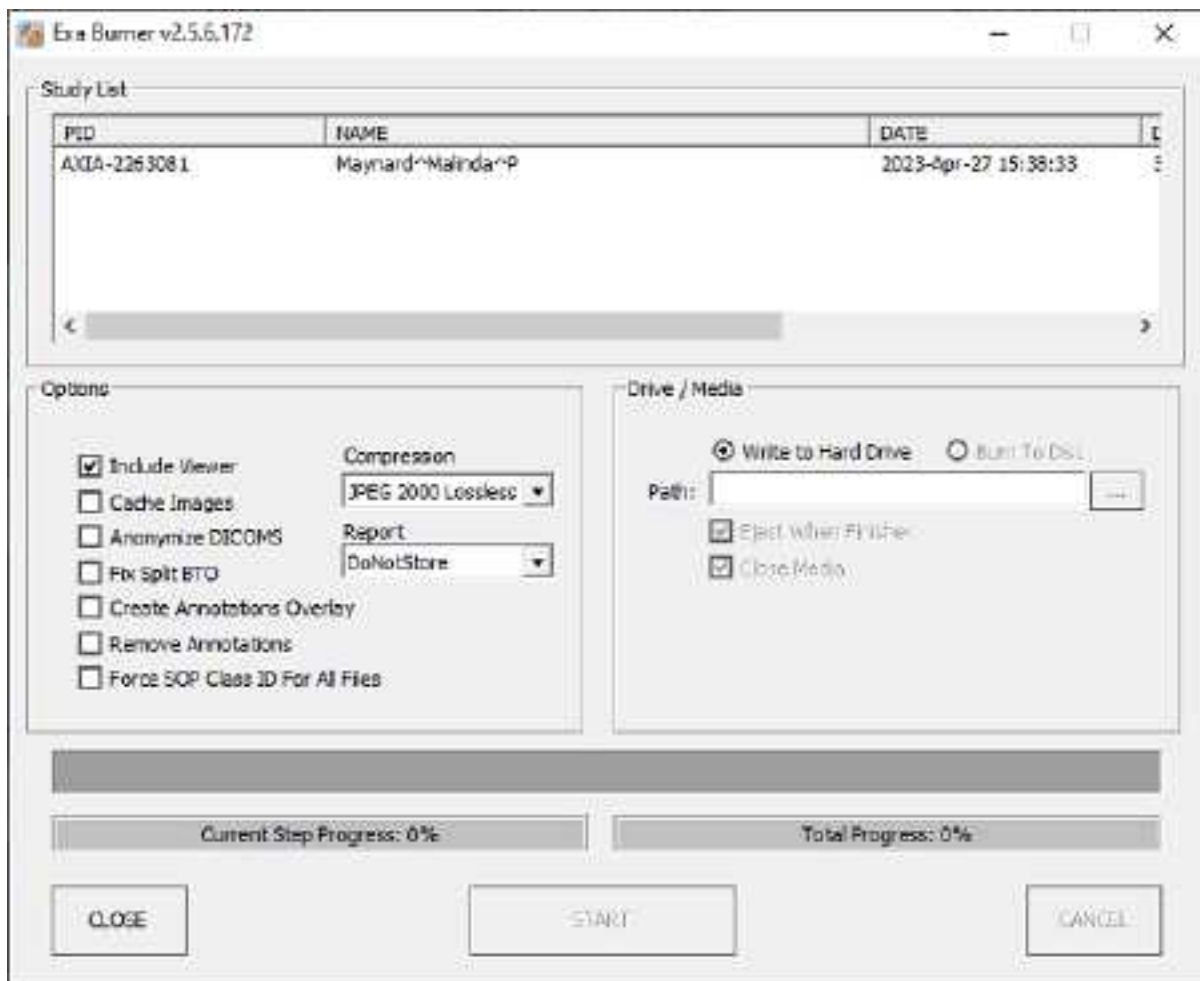 Exa Burner v2.5.6.172
Study List
PID NAME DATE
AXIA-2263081 Maynard^Malinda^P 2023-Apr-27 15:38:33
Options
Include Viewer
Cache Images
Anonymize DICOMS
Fix Split BTO
Create Annotations Overlay
Remove Annotations
Force SOP Class ID For All Files
Compression
JPEG 2000 Lossless
Report
DoNotStore
Drive / Media
Write to Hard Drive Burn To Disc
Path: ...
Eject When Finished
Close Media
Current Step Progress: 0% Total Progress: 0%
CLOSE START CANCEL